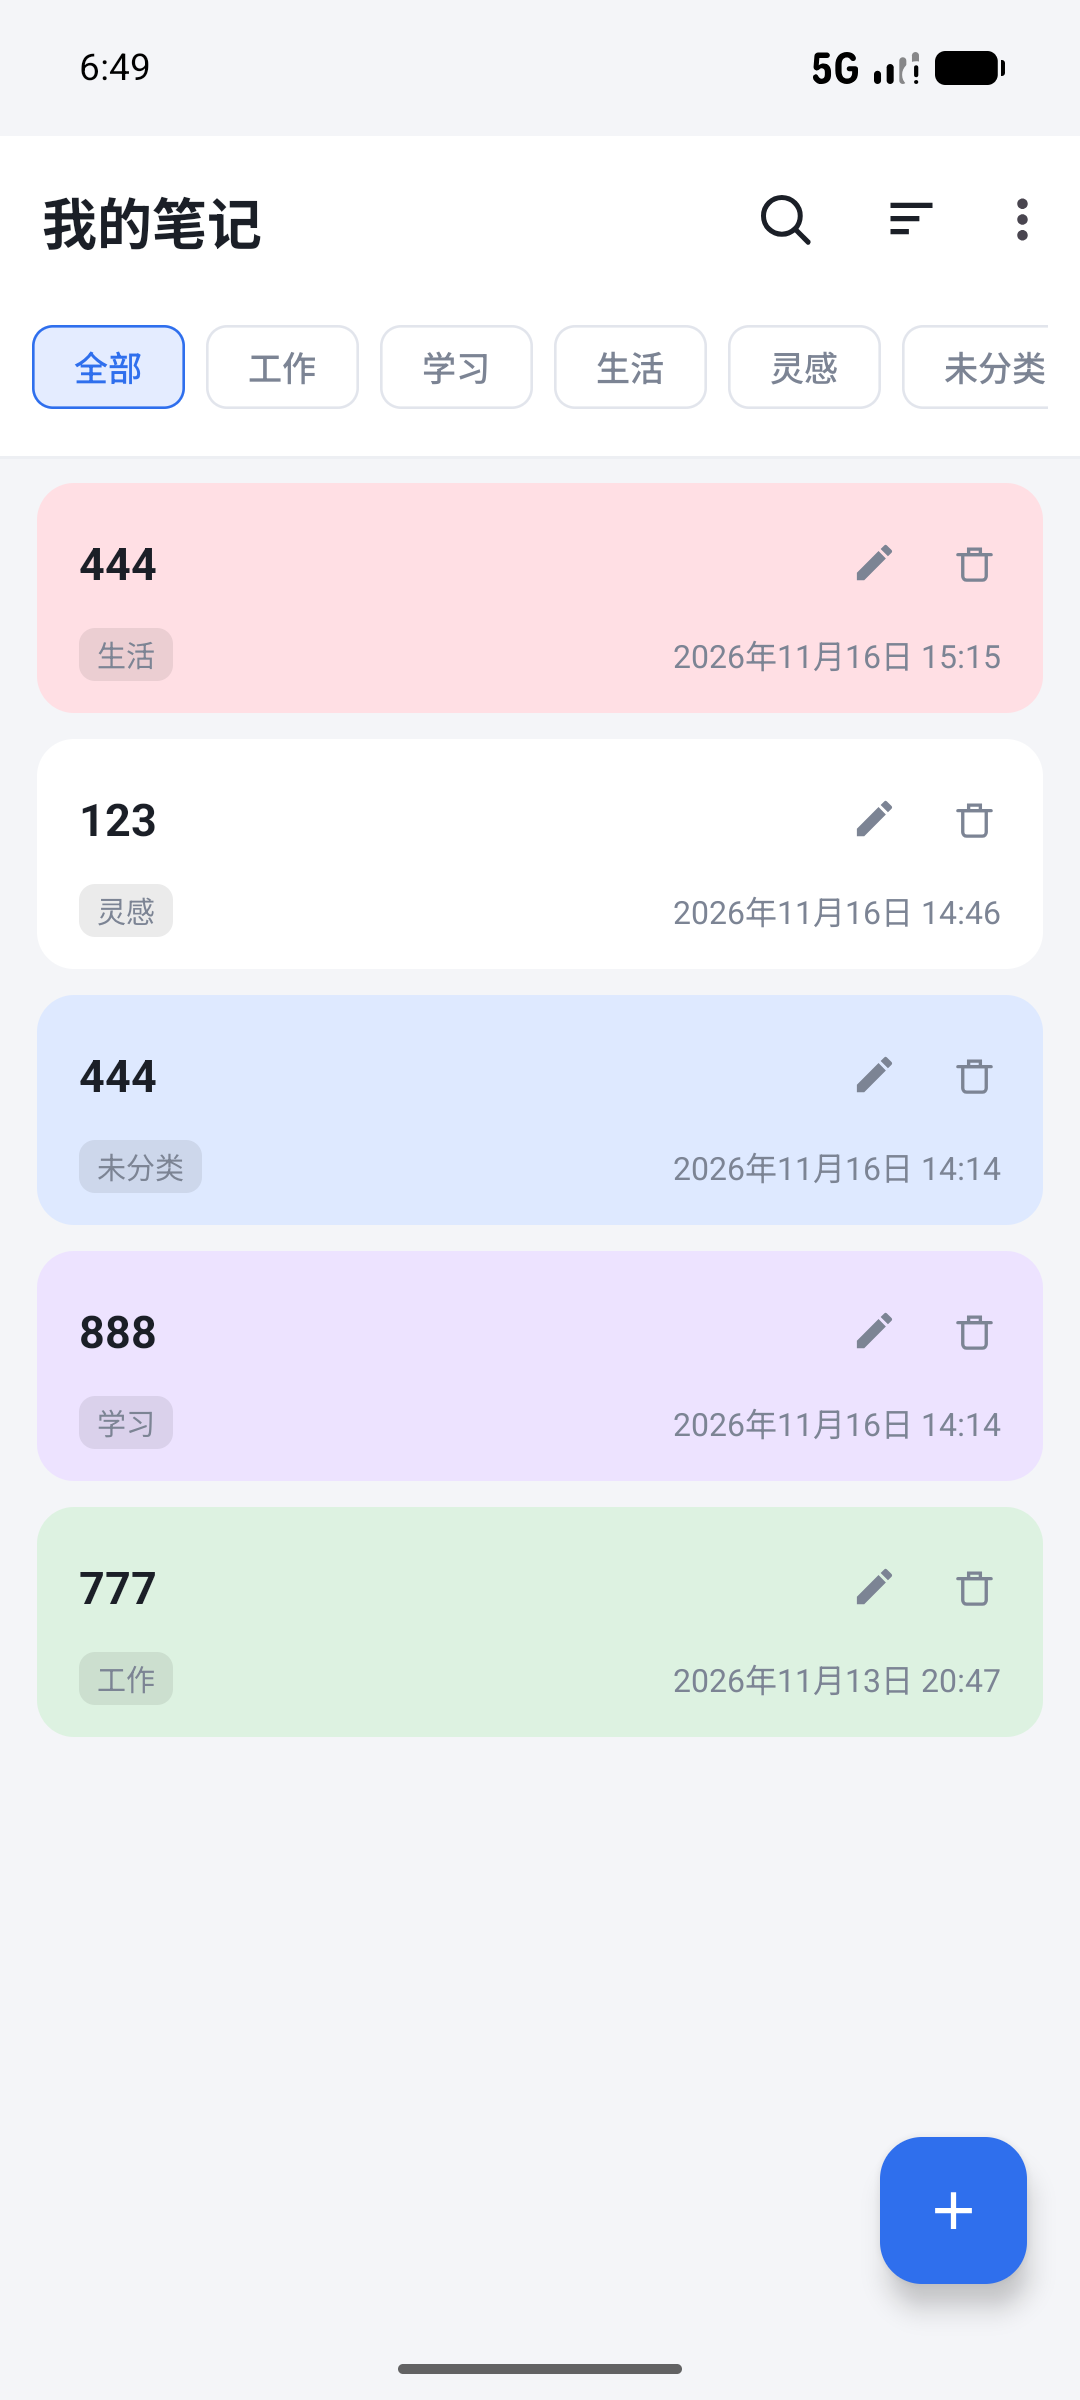 6:49 5G
我的笔记
全部 工作 学习 生活 灵感 未分类
444
生活 2026年11月16日 15:15
123
灵感 2026年11月16日 14:46
444
未分类 2026年11月16日 14:14
888
学习 2026年11月16日 14:14
777
工作 2026年11月13日 20:47